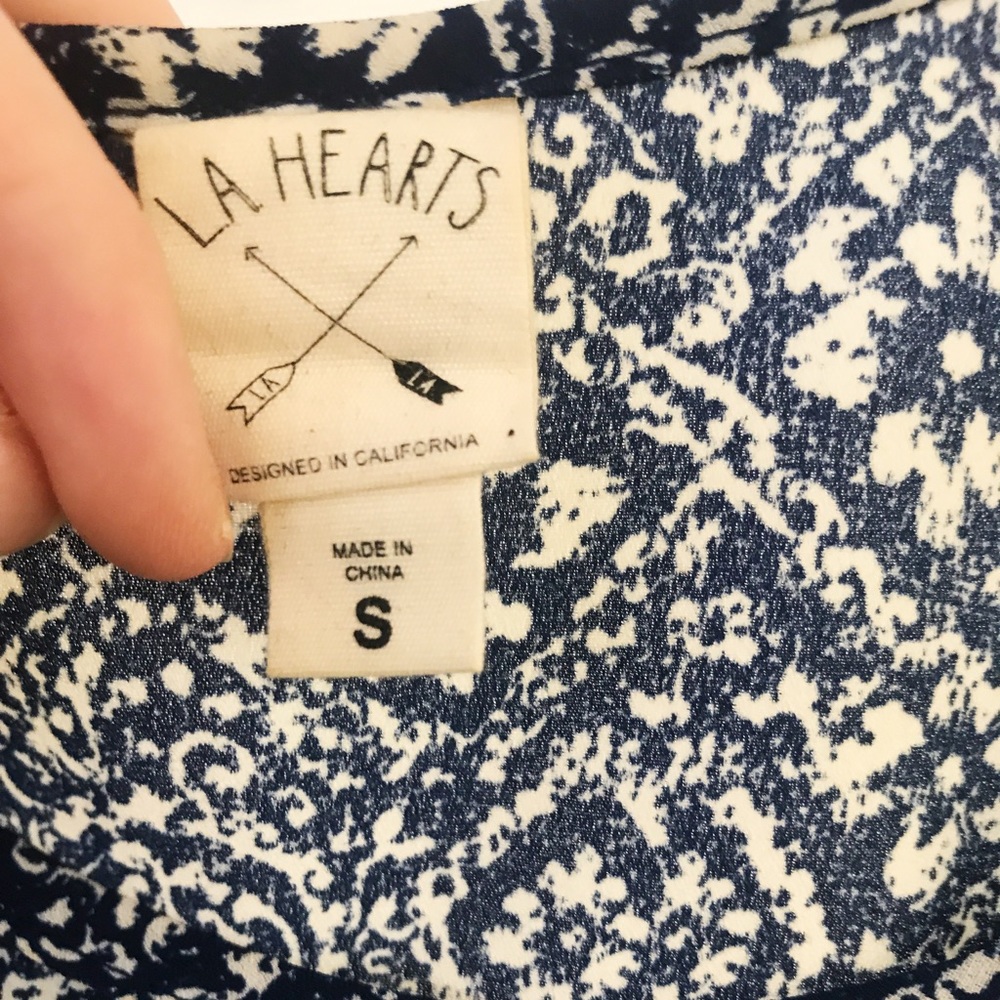 LA HEARTS
LA LA
DESIGNED IN CALIFORNIA
MADE IN
CHINA
S